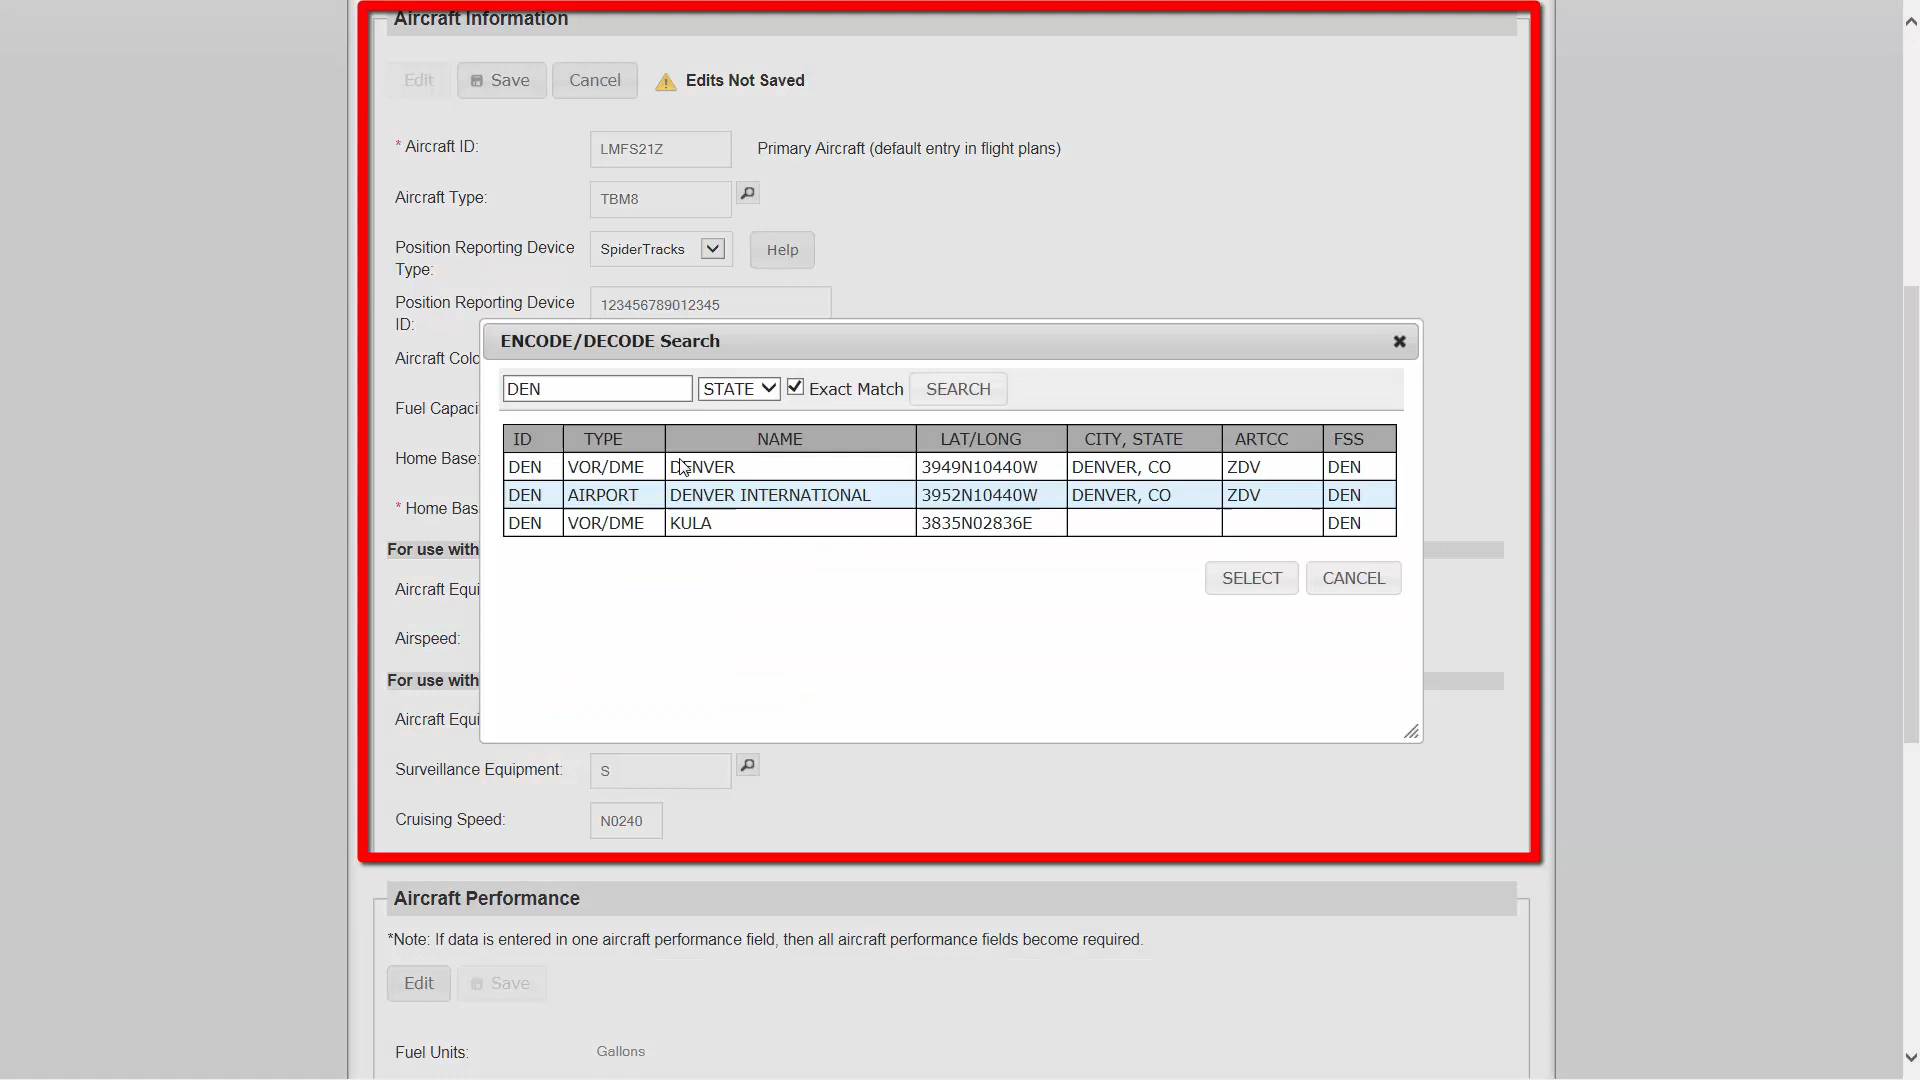 Aircraft Information
Edit Save Cancel Edits Not Saved
* Aircraft ID: LMFS21Z Primary Aircraft (default entry in flight plans)
Aircraft Type: TBM8
Position Reporting Device Type: SpiderTracks Help
Position Reporting Device ID: 123456789012345
ENCODE/DECODE Search
Aircraft Colo
DEN STATE Exact Match SEARCH
Fuel Capaci
ID TYPE NAME LAT/LONG CITY, STATE ARTCC FSS
Home Base:
DEN VOR/DME DENVER 3949N10440W DENVER, CO ZDV DEN
DEN AIRPORT DENVER INTERNATIONAL 3952N10440W DENVER, CO ZDV DEN
* Home Bas
DEN VOR/DME KULA 3835N02836E DEN
For use with
SELECT CANCEL
Aircraft Equi
Airspeed:
For use with
Aircraft Equi
Surveillance Equipment: S
Cruising Speed: N0240
Aircraft Performance
*Note: If data is entered in one aircraft performance field, then all aircraft performance fields become required.
Edit Save
Fuel Units: Gallons